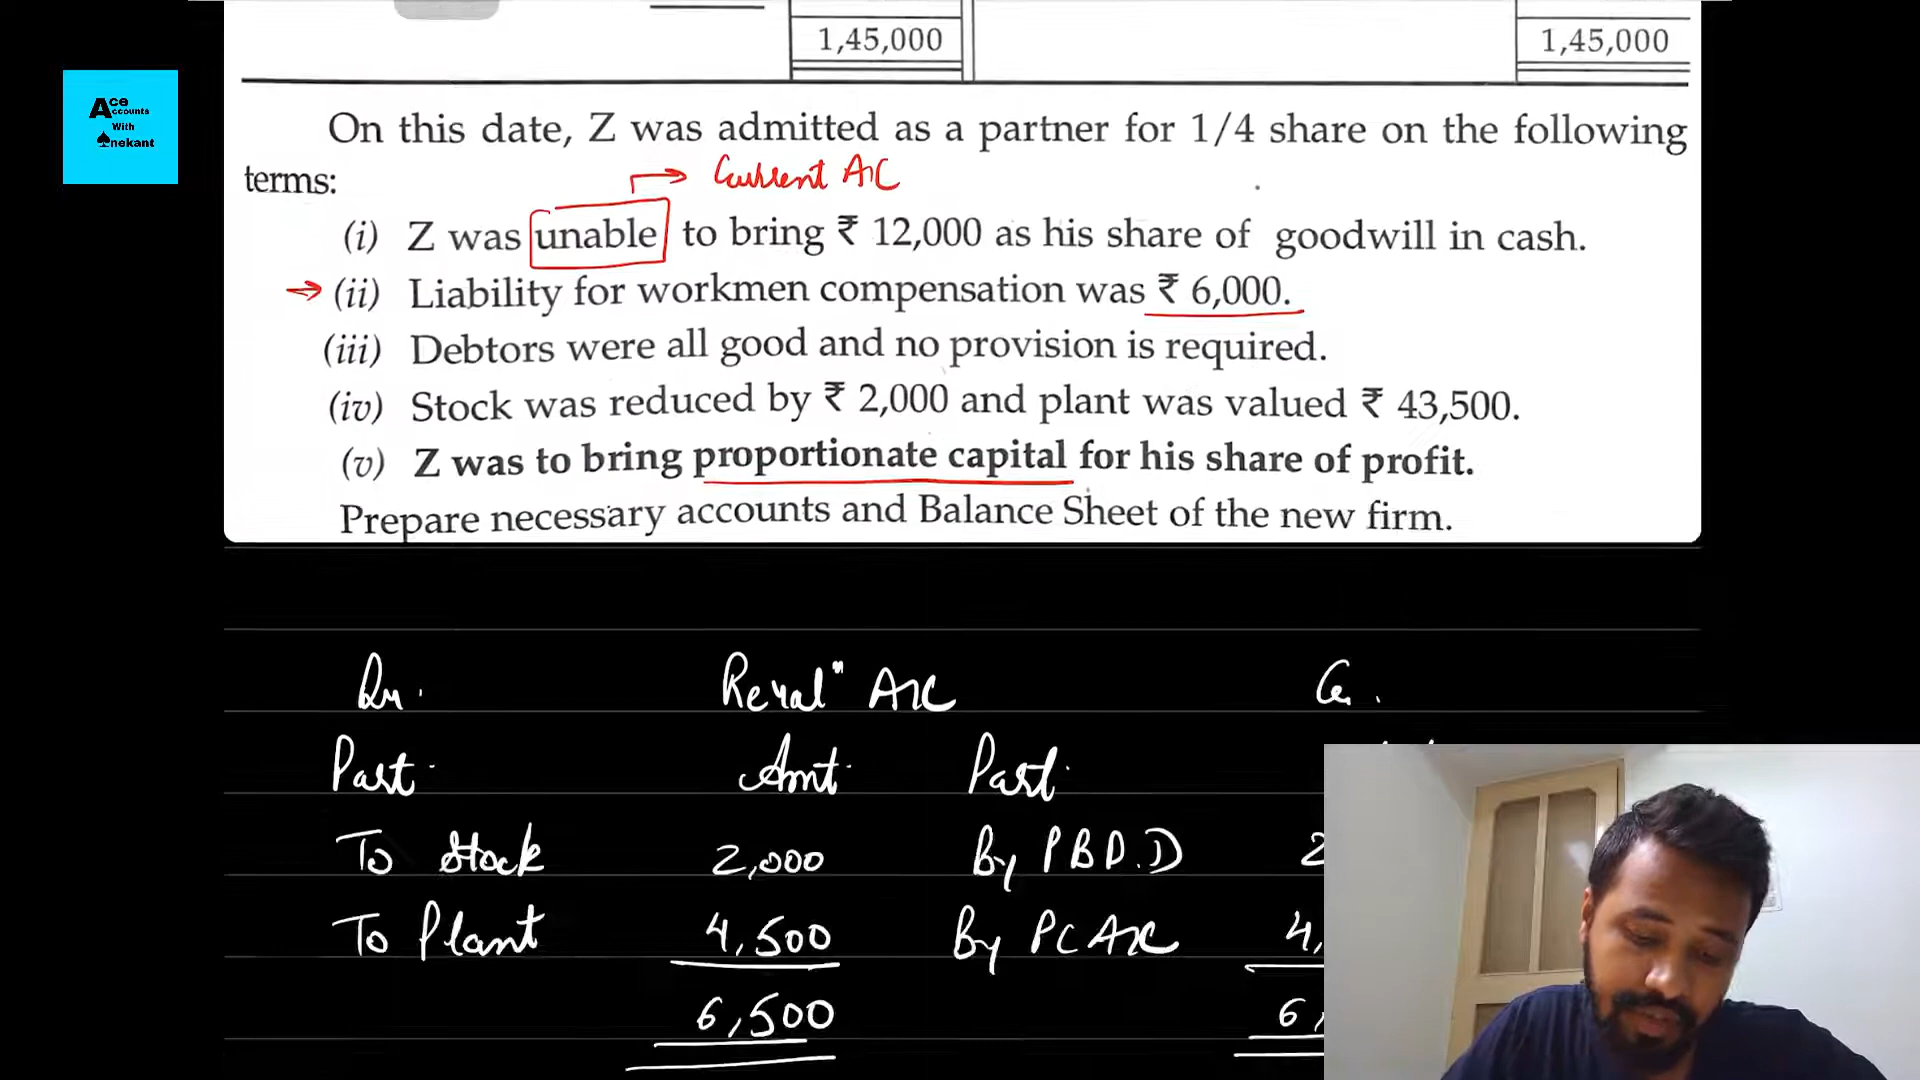 1,45,000 1,45,000
Ace
Accounts
With
Anekant
On this date, Z was admitted as a partner for 1/4 share on the following
terms:
Current A/C
(i) Z was unable to bring ₹ 12,000 as his share of goodwill in cash.
(ii) Liability for workmen compensation was ₹ 6,000.
(iii) Debtors were all good and no provision is required.
(iv) Stock was reduced by ₹ 2,000 and plant was valued ₹ 43,500.
(v) Z was to bring proportionate capital for his share of profit.
Prepare necessary accounts and Balance Sheet of the new firm.
Dr. Reval" A/C Cr.
Part. Amt. Part.
To Stock 2,000 By PBD.D 2
To Plant 4,500 By PC A/C 4,
6,500 6,